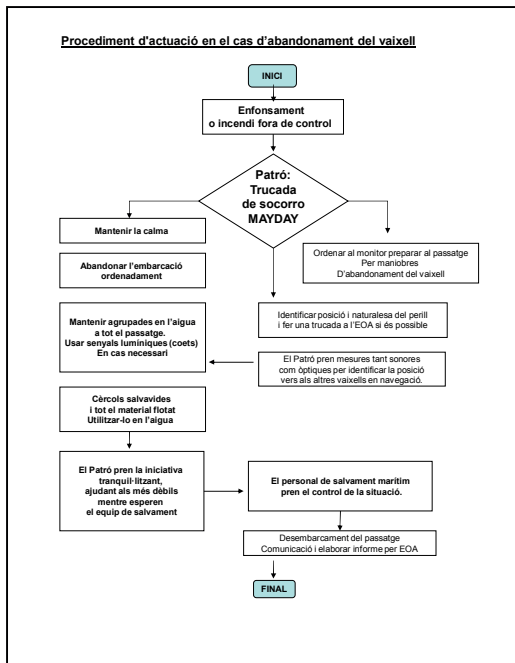 Procediment d'actuació en el cas d'abandonament del vaixell
INICI
Enfonsament
o incendi fora de control
Patró:
Trucada
de socorro
MAYDAY
Mantenir la calma
Ordenar al monitor preparar al passatge
Per maniobres
D'abandonament del vaixell
Abandonar l'embarcació
ordenadament
Identificar posició i naturalesa del perill
i fer una trucada a l'EOA si és possible
Mantenir agrupades en l'aigua
a tot el passatge.
Usar senyals lumíniques (coets)
En cas necessari
El Patró pren mesures tant sonores
com òptiques per identificar la posició
vers als altres vaixells en navegació.
Cèrcols salvavides
i tot el material flotat
Utilitzar-lo en l'aigua
El Patró pren la iniciativa
tranquil·litzant,
ajudant als més dèbils
mentre esperen
el equip de salvament
El personal de salvament marítim
pren el control de la situació.
Desembarcament del passatge
Comunicació i elaborar informe per EOA
FINAL